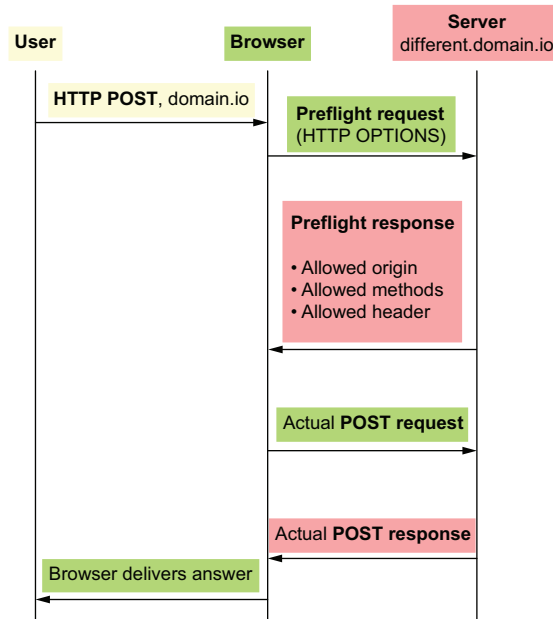 User
Browser
Server
different.domain.io
HTTP POST, domain.io
Preflight request
(HTTP OPTIONS)
Preflight response
• Allowed origin
• Allowed methods
• Allowed header
Actual POST request
Actual POST response
Browser delivers answer